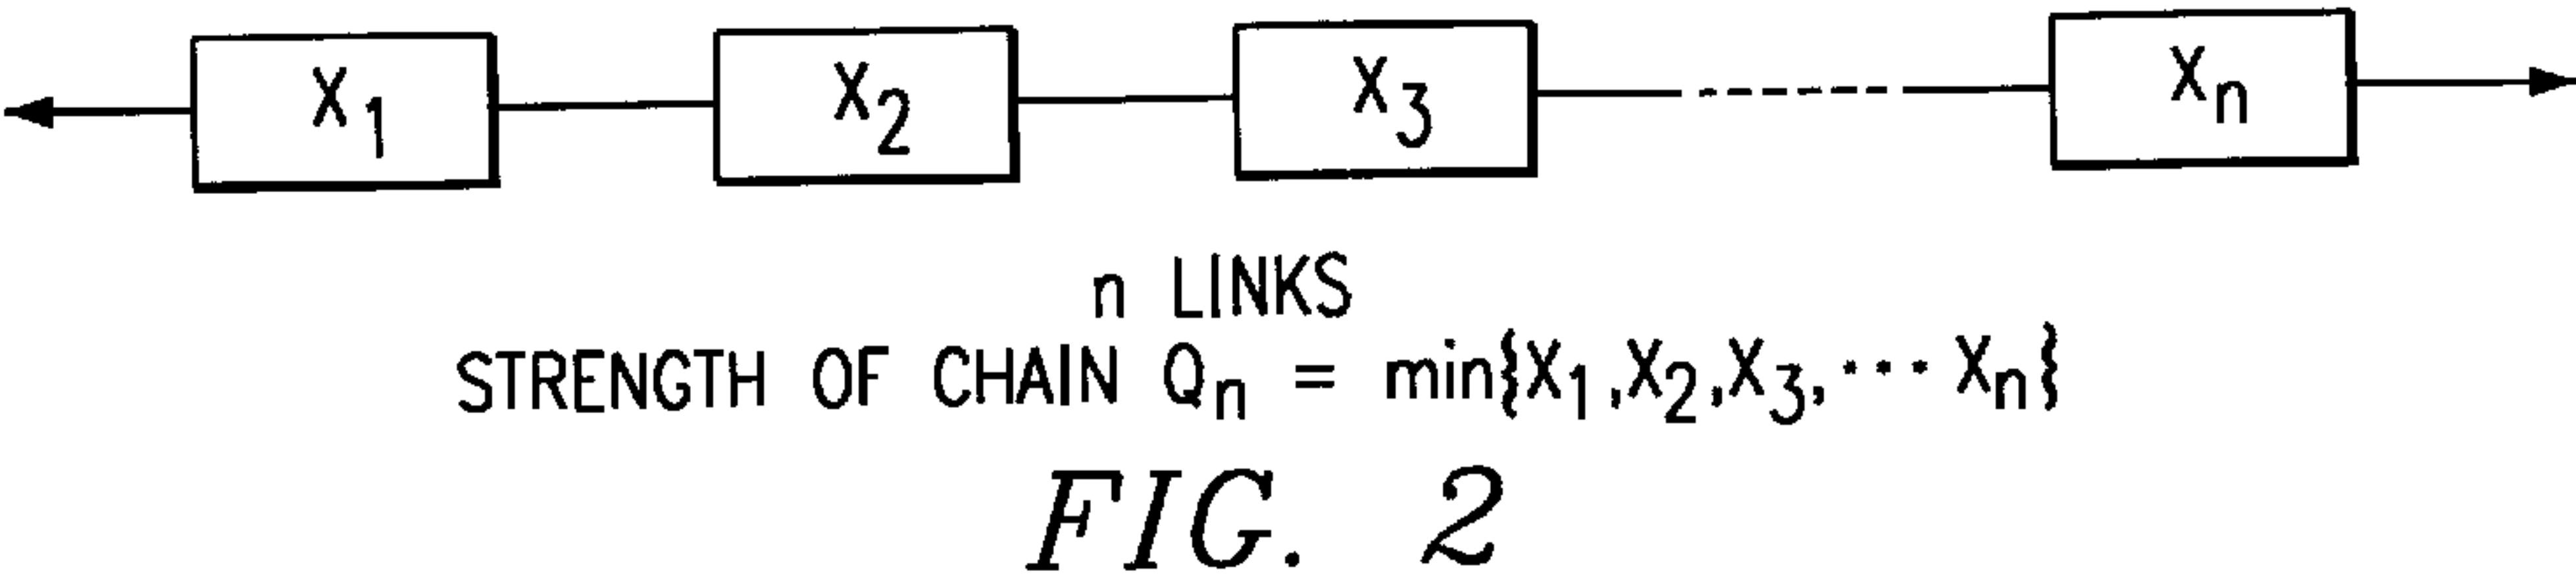 X₁ X₂ X₃ Xₙ
n LINKS
STRENGTH OF CHAIN Qₙ = min{X₁,X₂,X₃,··· Xₙ}
FIG. 2